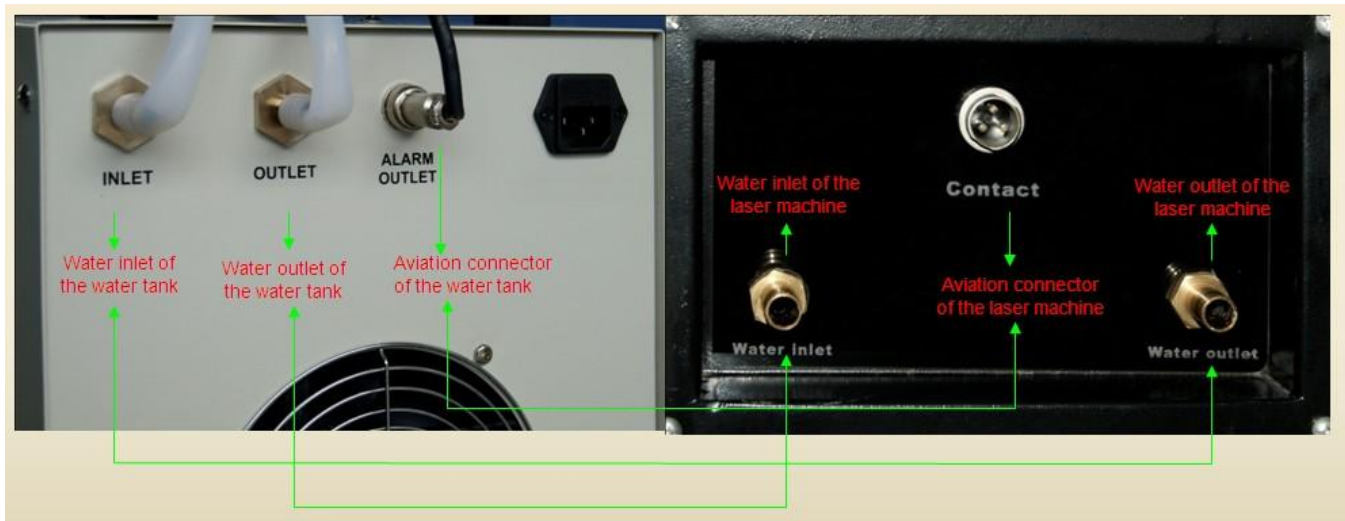 INLET
OUTLET
ALARM
OUTLET
Water inlet of
the water tank
Water outlet of
the water tank
Aviation connector
of the water tank
Contact
Water inlet of the
laser machine
Water outlet of the
laser machine
Aviation connector
of the laser machine
Water inlet
Water outlet